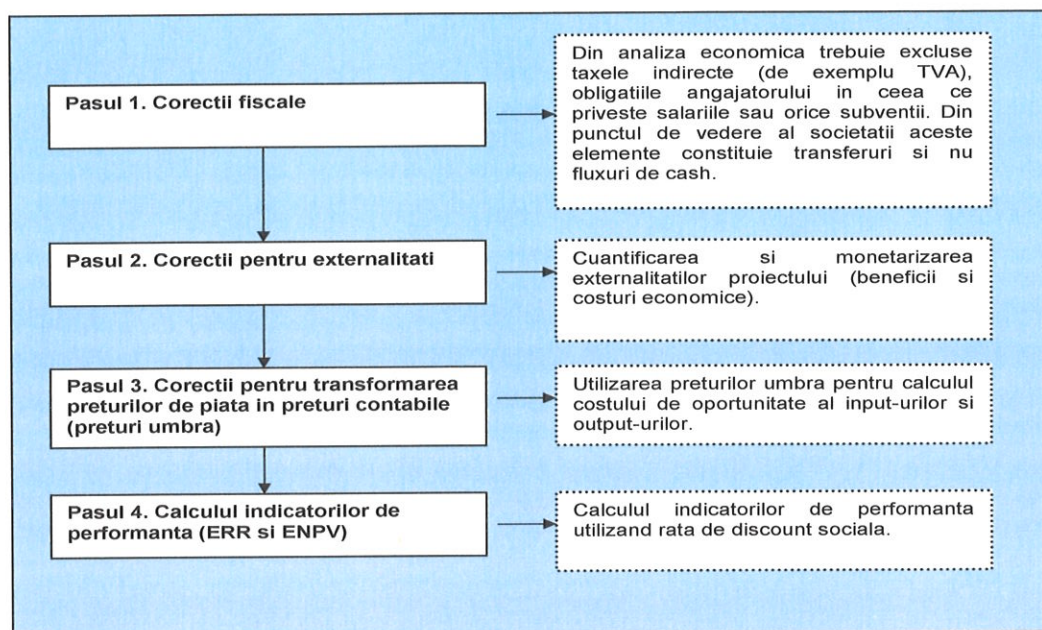 Pasul 1. Corectii fiscale
Din analiza economica trebuie excluse
taxele indirecte (de exemplu TVA),
obligatiile angajatorului in ceea ce
priveste salariile sau orice subventii. Din
punctul de vedere al societatii aceste
elemente constituie transferuri si nu
fluxuri de cash.
Pasul 2. Corectii pentru externalitati
Cuantificarea si monetarizarea
externalitatilor proiectului (beneficii si
costuri economice).
Pasul 3. Corectii pentru transformarea
preturilor de piata in preturi contabile
(preturi umbra)
Utilizarea preturilor umbra pentru calculul
costului de oportunitate al input-urilor si
output-urilor.
Pasul 4. Calculul indicatorilor de
performanta (ERR si ENPV)
Calculul indicatorilor de performanta
utilizand rata de discount sociala.